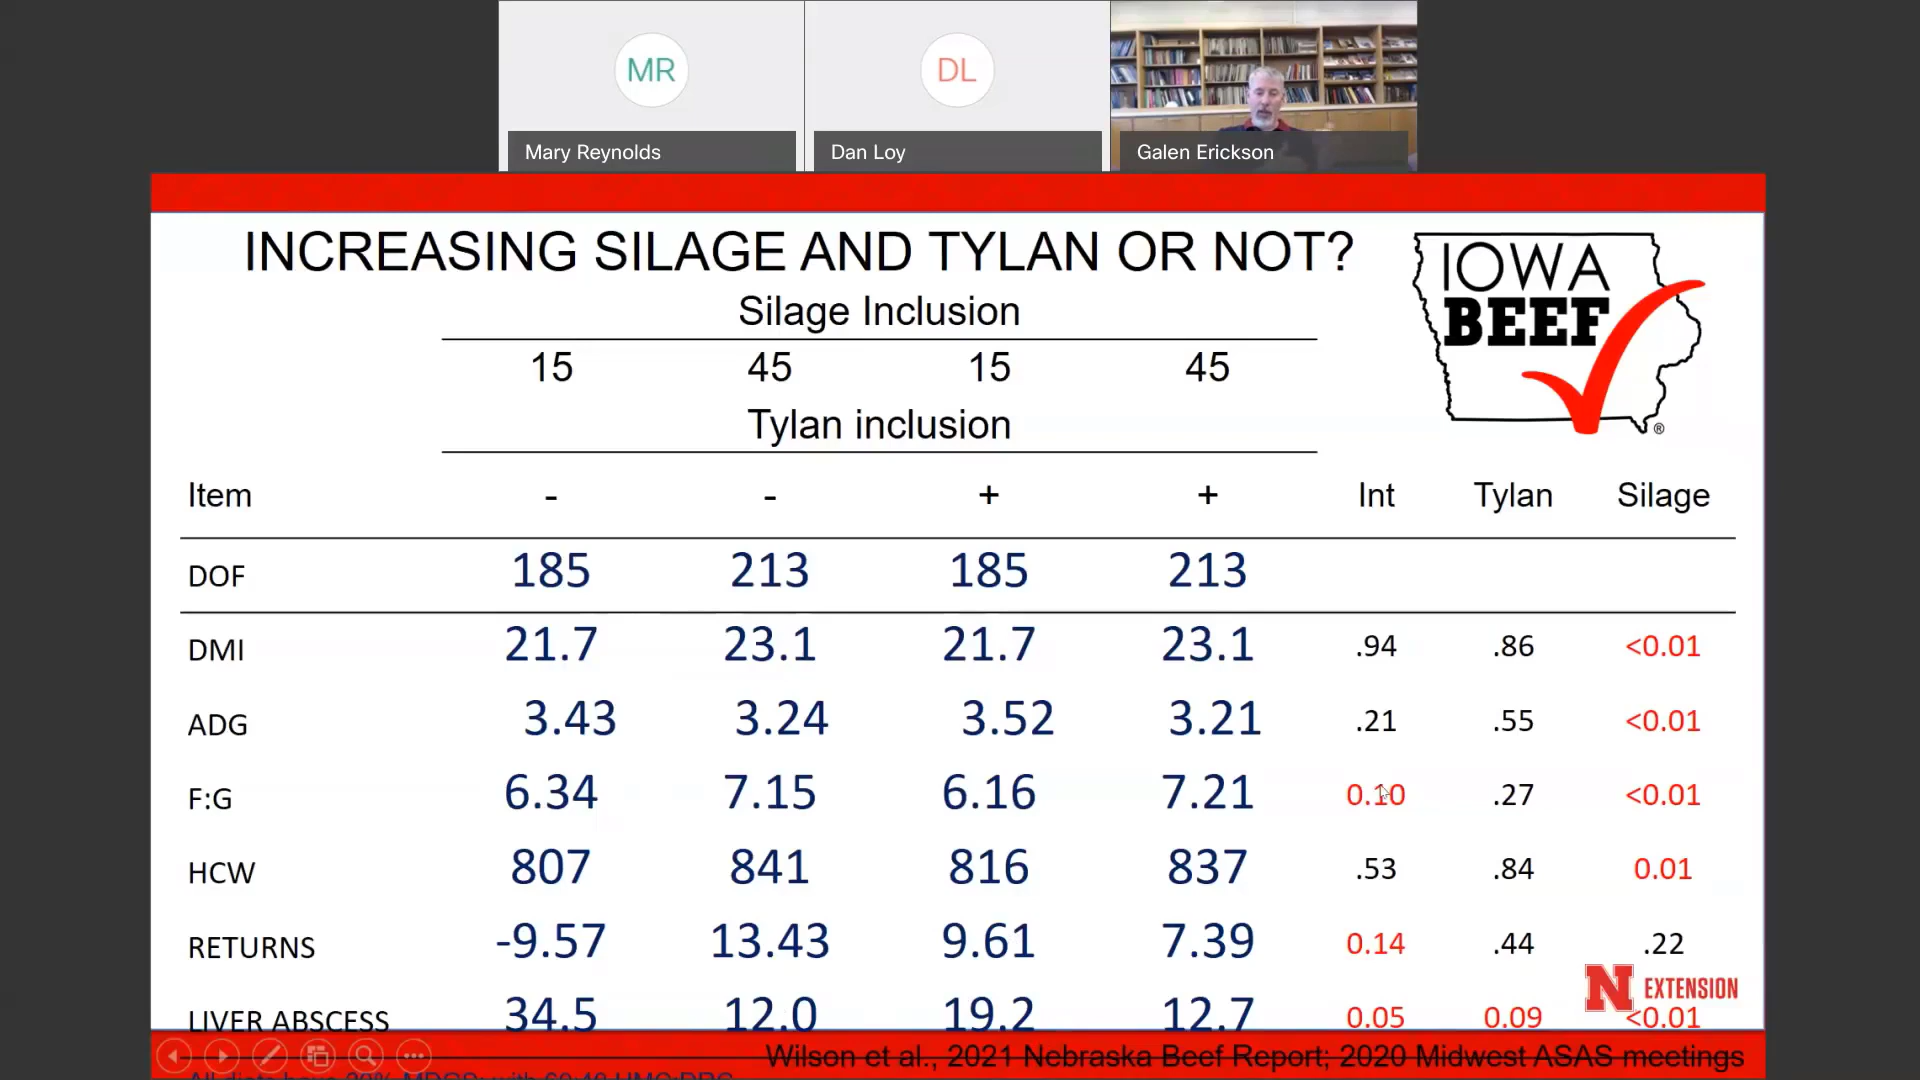 MR
DL
Mary Reynolds
Dan Loy
Galen Erickson
INCREASING SILAGE AND TYLAN OR NOT?
IOWA
BEEF
®
Silage Inclusion
15 45 15 45
Tylan inclusion
Item - - + + Int Tylan Silage
DOF 185 213 185 213
DMI 21.7 23.1 21.7 23.1 .94 .86 <0.01
ADG 3.43 3.24 3.52 3.21 .21 .55 <0.01
F:G 6.34 7.15 6.16 7.21 0.10 .27 <0.01
HCW 807 841 816 837 .53 .84 0.01
RETURNS -9.57 13.43 9.61 7.39 0.14 .44 .22
N EXTENSION
LIVER ABSCESS 34.5 12.0 19.2 12.7 0.05 0.09 <0.01
Wilson et al., 2021 Nebraska Beef Report; 2020 Midwest ASAS meetings